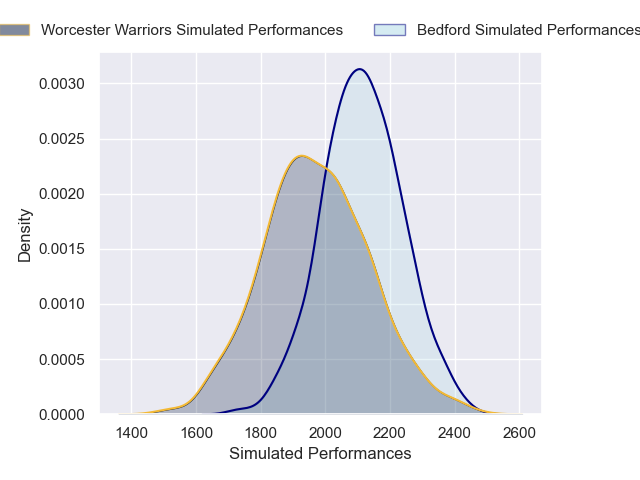 Worcester Warriors Simulated Performances
Bedford Simulated Performances
0.0030
0.0025
0.0020
0.0015
0.0010
0.0005
0.0000
Density
1400 1600 1800 2000 2200 2400 2600
Simulated Performances